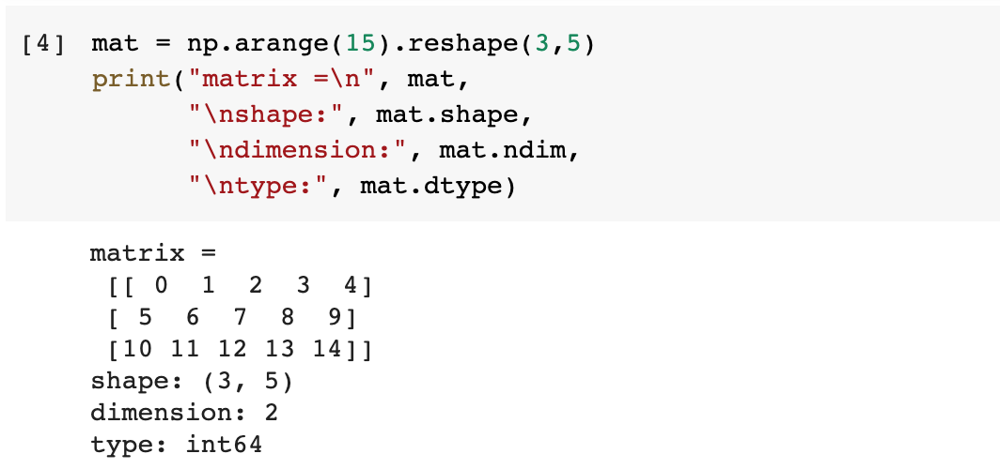 [4] mat = np.arange(15).reshape(3,5)
print("matrix =\n", mat,
"\nshape:", mat.shape,
"\ndimension:", mat.ndim,
"\ntype:", mat.dtype)
matrix =
[[ 0 1 2 3 4]
[ 5 6 7 8 9]
[10 11 12 13 14]]
shape: (3, 5)
dimension: 2
type: int64